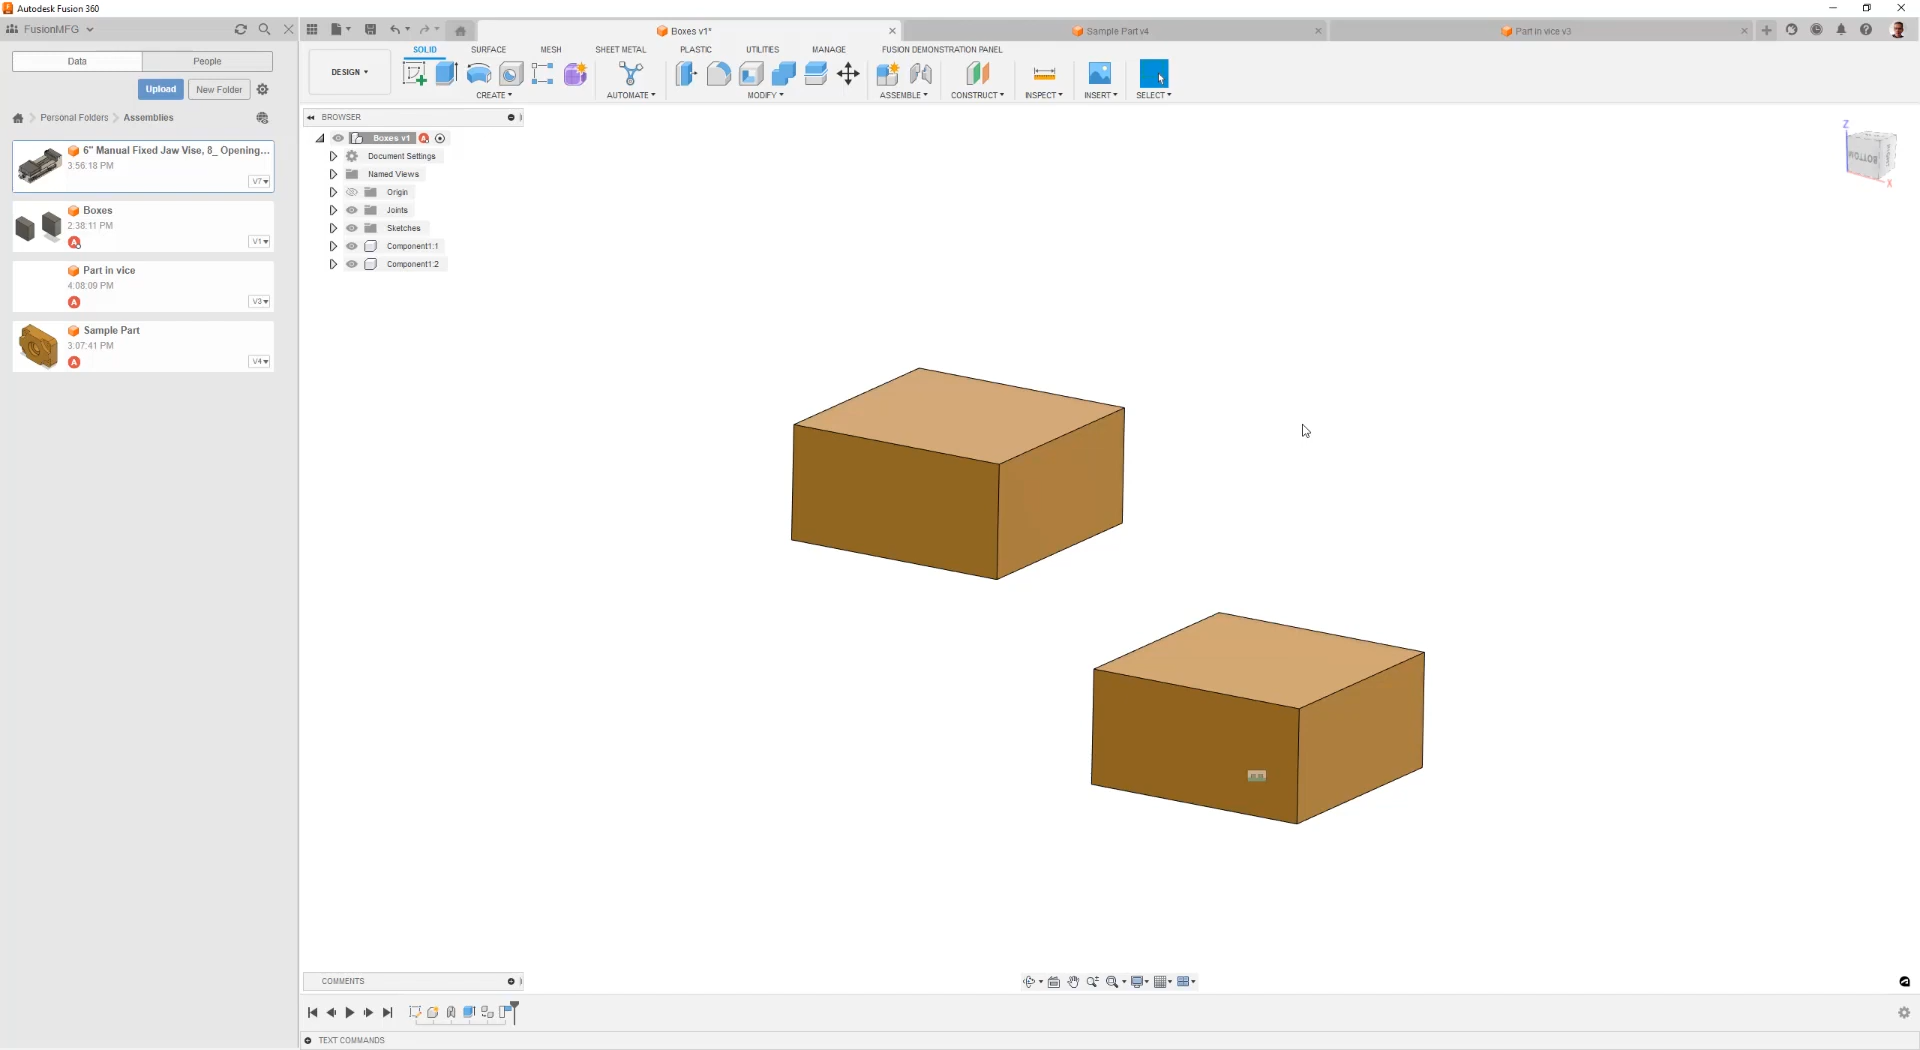 Autodesk Fusion 360
FusionMFG
Boxes v1*
Sample Part v4
Part in vice v3
SOLID
SURFACE
MESH
SHEET METAL
PLASTIC
UTILITIES
MANAGE
FUSION DEMONSTRATION PANEL
DESIGN
CREATE
AUTOMATE
MODIFY
ASSEMBLE
CONSTRUCT
INSPECT
INSERT
SELECT
Data
People
Upload
New Folder
Personal Folders
Assemblies
6" Manual Fixed Jaw Vise, 8_ Opening...
3:56:18 PM
V7
Boxes
2:38:11 PM
A
V1
Part in vice
4:08:09 PM
A
V3
Sample Part
3:07:41 PM
A
V4
BROWSER
Boxes v1
A
Document Settings
Named Views
Origin
Joints
Sketches
Component1:1
Component1:2
Z
BOTTOM
X
COMMENTS
TEXT COMMANDS